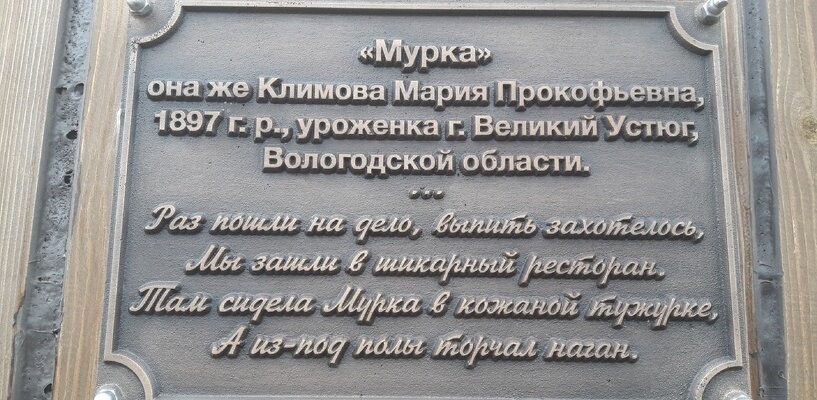 «Мурка»
она же Климова Мария Прокофьевна,
1897 г. р., уроженка г. Великий Устюг,
Вологодской области.
...
Раз пошли на дело, выпить захотелось,
Мы зашли в шикарный ресторан.
Там сидела Мурка в кожаной тужурке,
А из-под полы торчал наган.